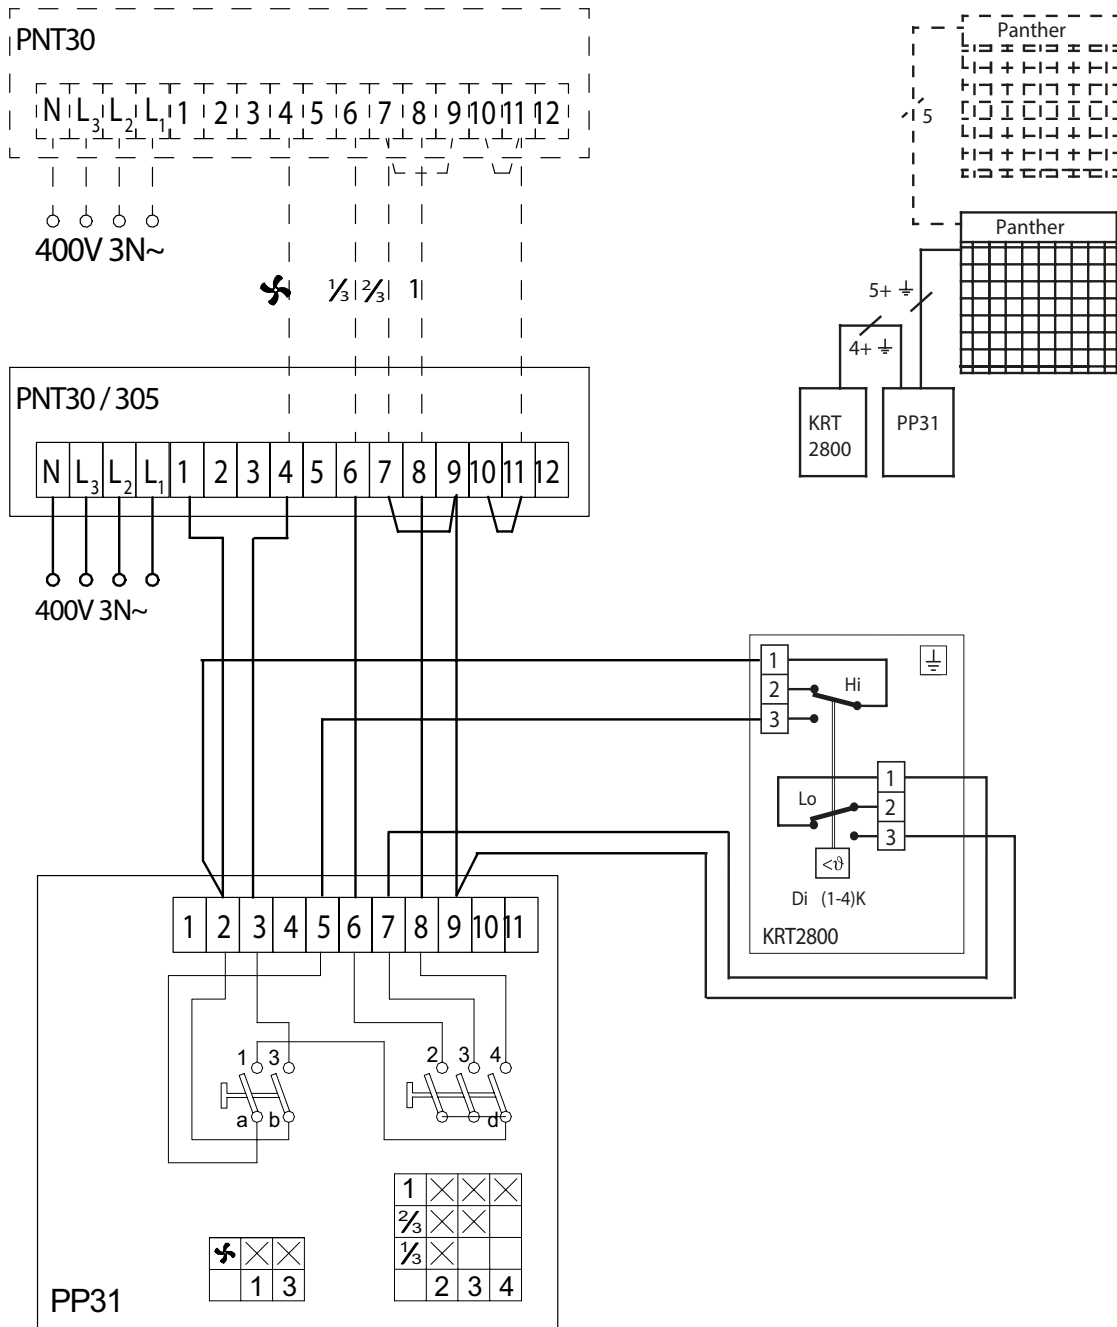 PNT30
N L3 L2 L1 1 2 3 4 5 6 7 8 9 10 11 12
400V 3N~
⅓ ⅔ 1
Panther
5
Panther
5+ ⏚
4+ ⏚
KRT
2800
PP31
PNT30 / 305
N L3 L2 L1 1 2 3 4 5 6 7 8 9 10 11 12
400V 3N~
1
2
3
Hi
Lo
1
2
3
<ϑ
Di (1-4)K
KRT2800
1 2 3 4 5 6 7 8 9 10 11
1 3
a b
2 3 4
d
1
⅔
⅓
2 3 4
1 3
PP31